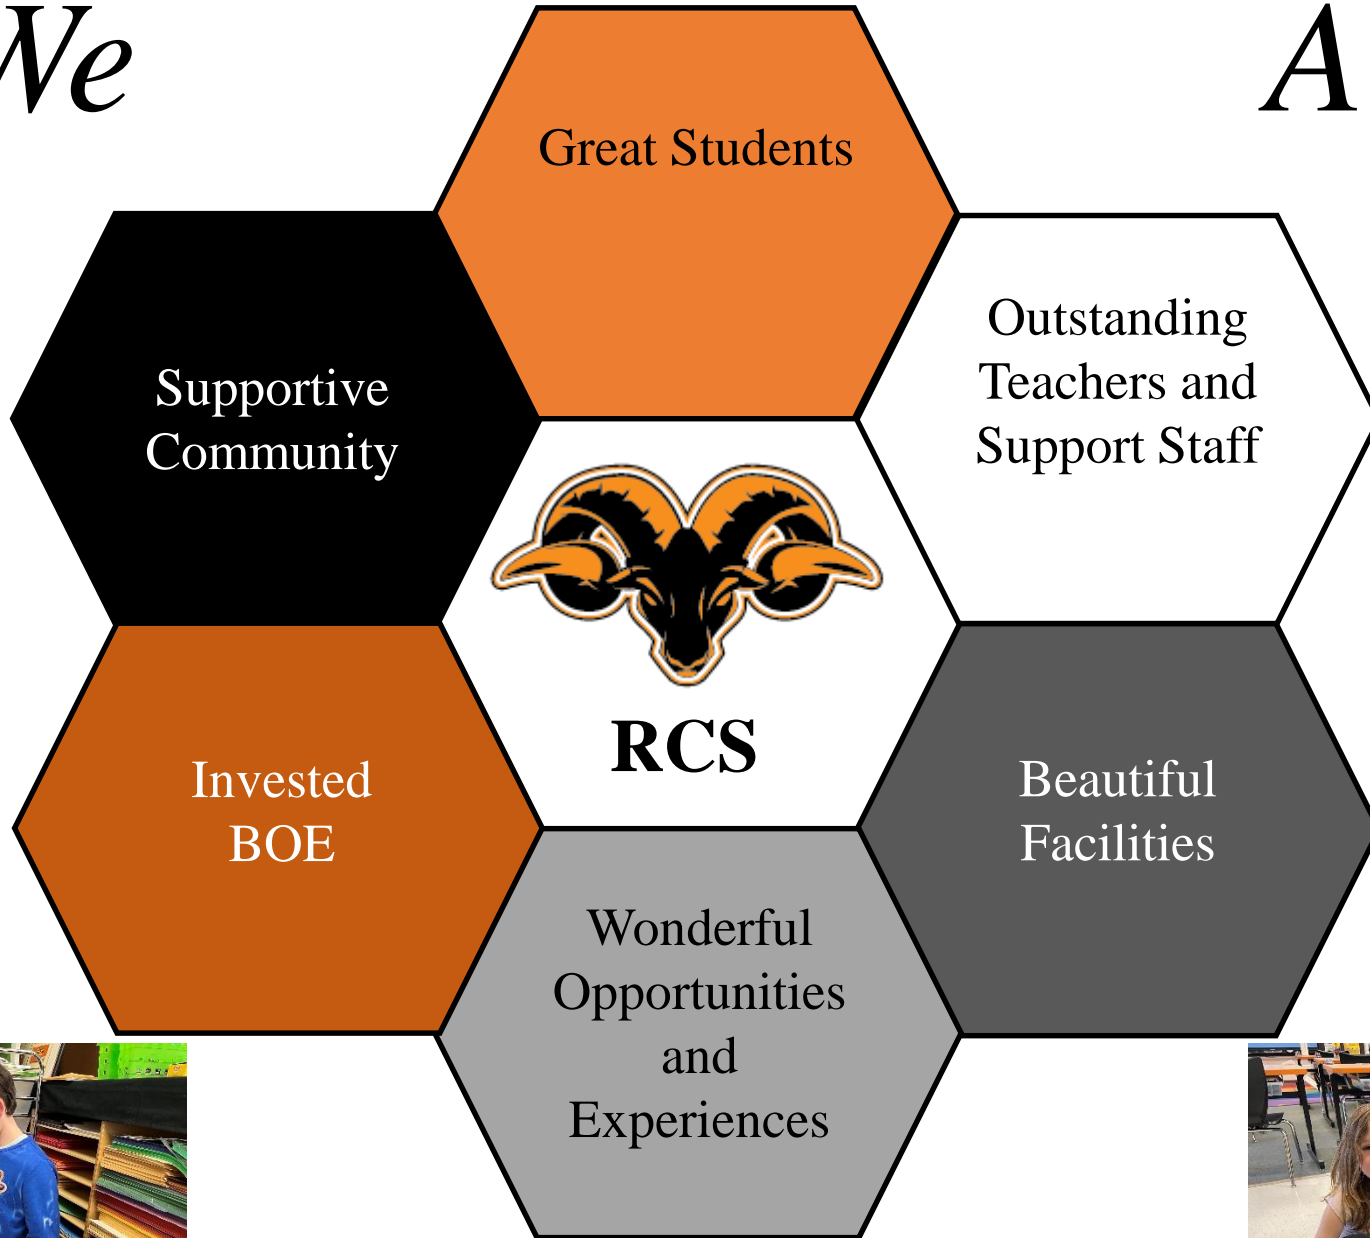 We
A
Great Students
Outstanding
Teachers and
Support Staff
Supportive
Community
RCS
Invested
BOE
Beautiful
Facilities
Wonderful
Opportunities
and
Experiences